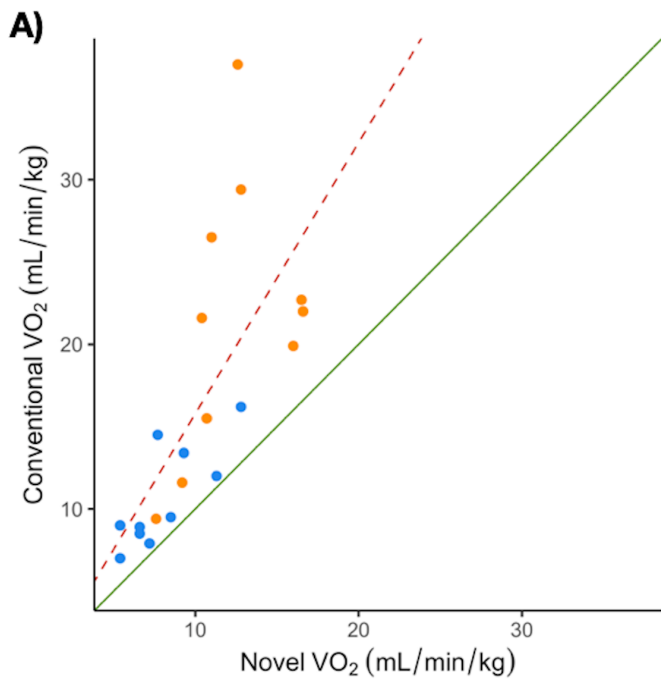 A)
Conventional VO₂ (mL/min/kg)
30
20
10
10 20 30
Novel VO₂ (mL/min/kg)